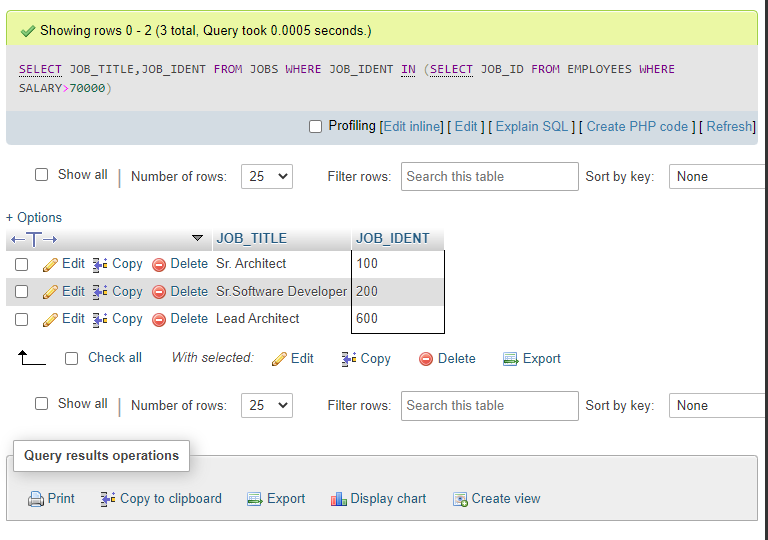 Showing rows 0 - 2 (3 total, Query took 0.0005 seconds.)
SELECT JOB_TITLE,JOB_IDENT FROM JOBS WHERE JOB_IDENT IN (SELECT JOB_ID FROM EMPLOYEES WHERE
SALARY>70000)
Profiling [Edit inline] [ Edit ] [ Explain SQL ] [ Create PHP code ] [ Refresh]
Show all | Number of rows: 25 Filter rows: Search this table Sort by key: None
+ Options
JOB_TITLE JOB_IDENT
Edit Copy Delete Sr. Architect 100
Edit Copy Delete Sr.Software Developer 200
Edit Copy Delete Lead Architect 600
Check all With selected: Edit Copy Delete Export
Show all | Number of rows: 25 Filter rows: Search this table Sort by key: None
Query results operations
Print Copy to clipboard Export Display chart Create view